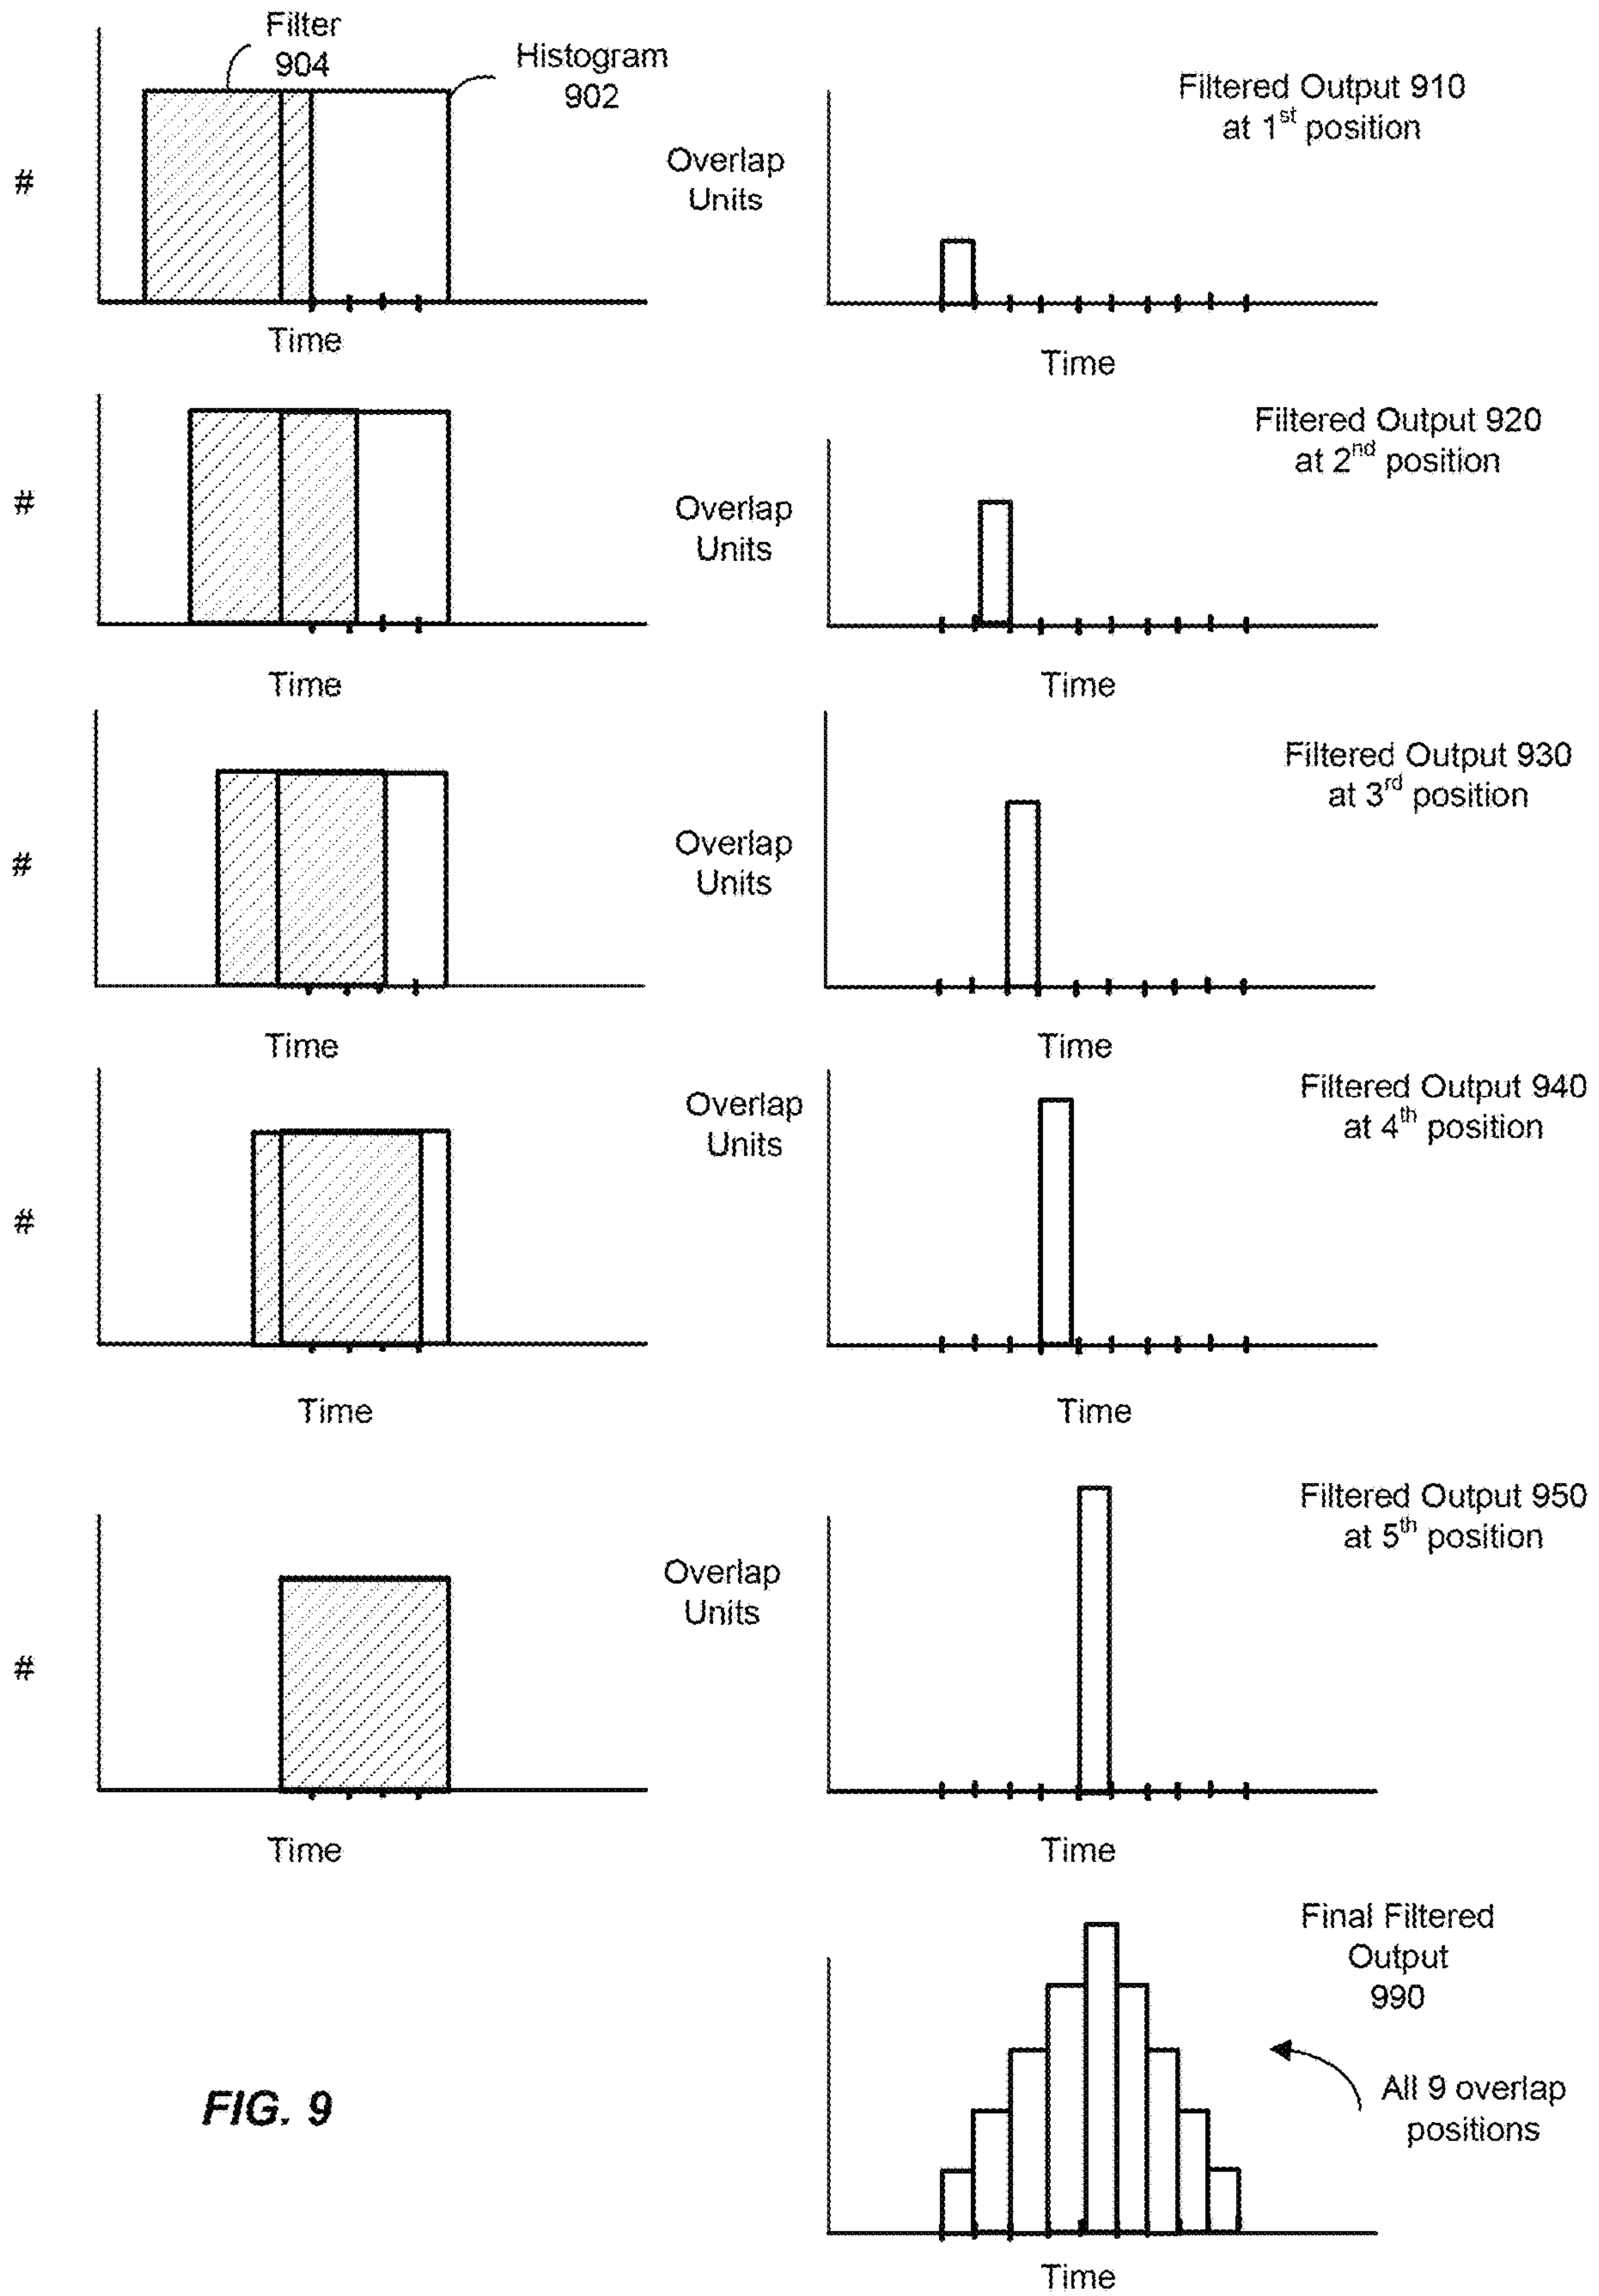 Filter
904
Histogram
902
#
Time
Overlap
Units
Filtered Output 910
at 1st position
Time
#
Time
Overlap
Units
Filtered Output 920
at 2nd position
Time
#
Time
Overlap
Units
Filtered Output 930
at 3rd position
Time
#
Time
Overlap
Units
Filtered Output 940
at 4th position
Time
#
Time
Overlap
Units
Filtered Output 950
at 5th position
Time
Final Filtered
Output
990
All 9 overlap
positions
Time
FIG. 9